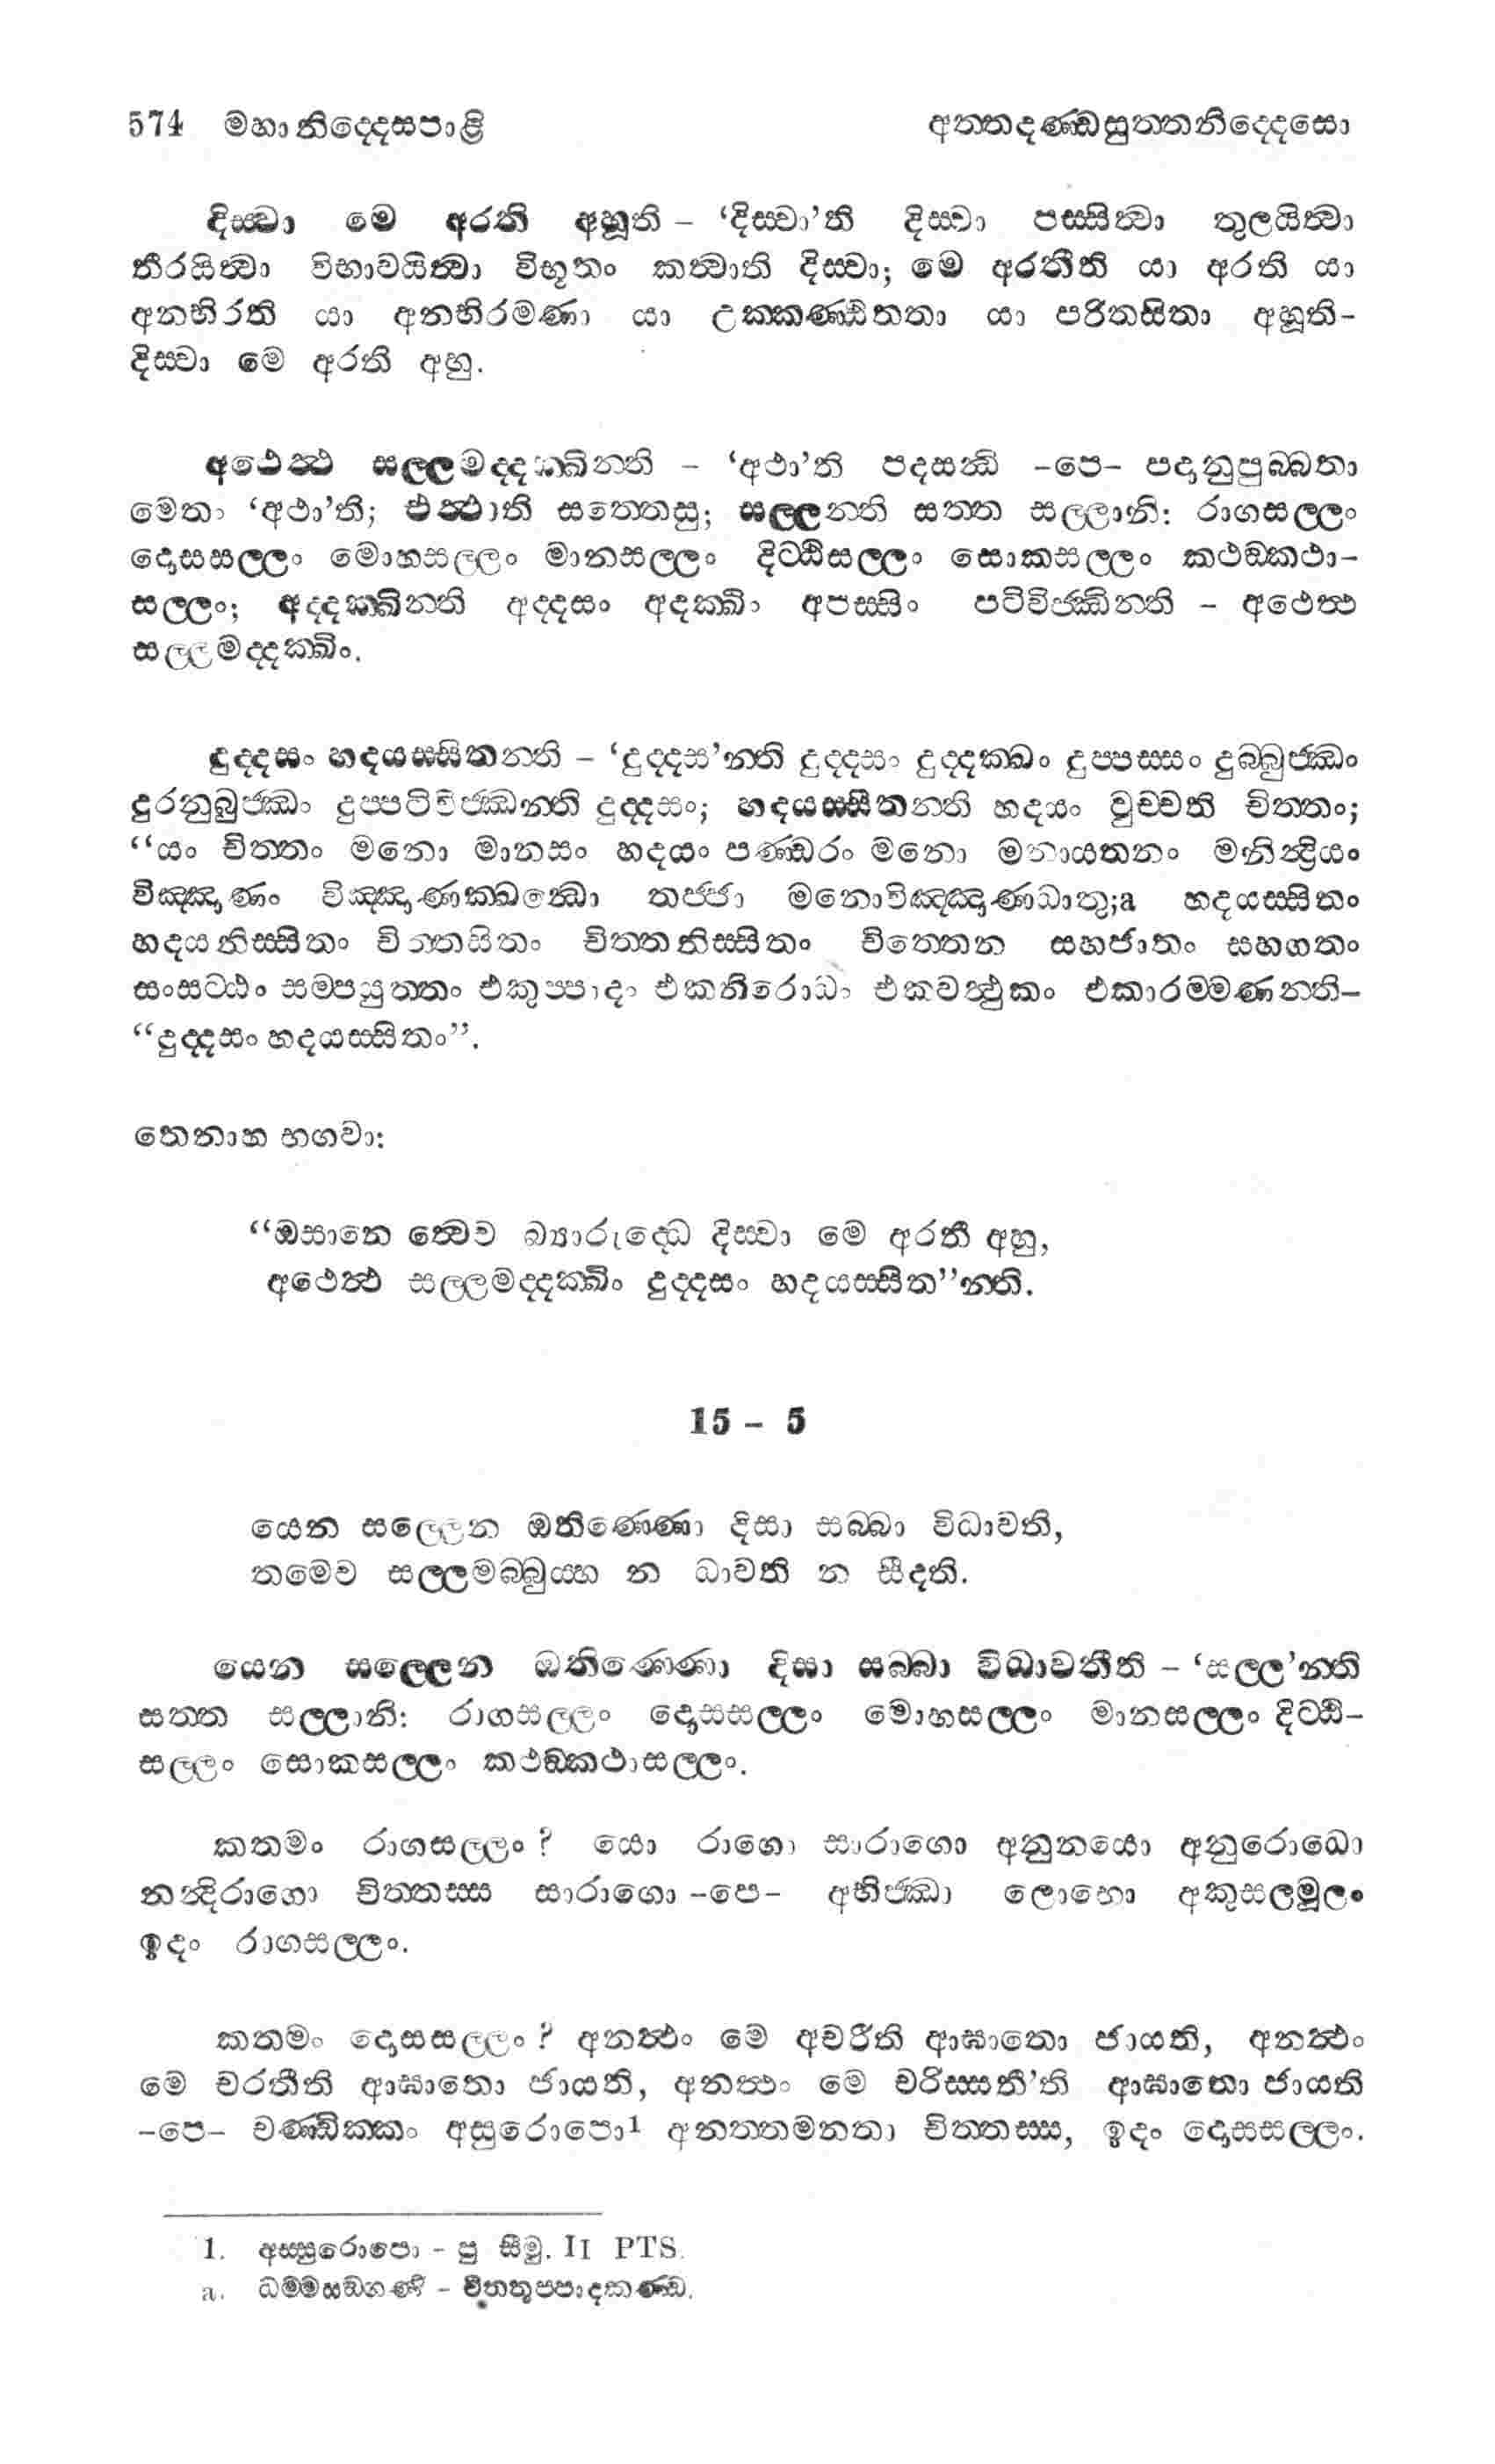 574 මහානිද්දෙසපාළි අත්තදණ්ඩසුත්තනිද්දෙසො
දිස්වා මෙ අරති අහූති – ‘දිස්වා’ති දිස්වා පස්සිත්වා තුලයිත්වා
තීරයිත්වා විභාවයිත්වා විභූතං කත්වාති දිස්වා; මෙ අරතීති යා අරති යා
අනභිරති යා අනභිරමණා යා උක්කණ්ඨිතතා යා පරිතසිතා අහූති-
දිස්වා මෙ අරති අහු.
අථෙත්ථ සල්ලමද්දක්ඛින්ති – ‘අථා’ති පදසන්ධි -පෙ- පදානුපුබ්බතා
මෙතං ‘අථා’ති; එත්ථාති සත්තෙසු; සල්ලන්ති සත්ත සල්ලානි: රාගසල්ලං
දොසසල්ලං මොහසල්ලං මානසල්ලං දිට්ඨිසල්ලං සොකසල්ලං කථඞ්කථා-
සල්ලං; අද්දක්ඛින්ති අද්දසං අදක්ඛිං අපස්සිං පටිවිජ්ඣින්ති – අථෙත්ථ
සල්ලමද්දක්ඛිං.
දුද්දසං හදයස්සිතන්ති – ‘දුද්දස’න්ති දුද්දසං දුද්දක්ඛං දුප්පස්සං දුබ්බුජ්ඣං
දුරනුබුජ්ඣං දුප්පටිවිජ්ඣන්ති දුද්දසං; හදයස්සිතන්ති හදයං වුච්චති චිත්තං;
“යං චිත්තං මනො මානසං හදයං පණ්ඩරං මනො මනායතනං මනින්ද්‍රියං
විඤ්ඤාණං විඤ්ඤාණක්ඛන්ධො තජ්ජා මනොවිඤ්ඤාණධාතු;a හදයස්සිතං
හදයනිස්සිතං චිත්තසිතං චිත්තනිස්සිතං චිත්තෙන සහජාතං සහගතං
සංසට්ඨං සම්පයුත්තං එකුප්පාදං එකනිරොධං එකවත්ථුකං එකාරම්මණන්ති–
“දුද්දසං හදයස්සිතං”.
තෙනාහ භගවා:
“ඔසානෙ ත්වෙව බ්‍යාරුද්ධෙ දිස්වා මෙ අරතී අහු,
අථෙත්ථ සල්ලමද්දක්ඛිං දුද්දසං හදයස්සිත”න්ති.
15 – 5
යෙන සල්ලෙන ඔතිණ්ණො දිසා සබ්බා විධාවති,
තමෙව සල්ලමබ්බුය්හ න ධාවති න සීදති.
යෙන සල්ලෙන ඔතිණ්ණො දිසා සබ්බා විධාවතීති – ‘සල්ල’න්ති
සත්ත සල්ලානි: රාගසල්ලං දොසසල්ලං මොහසල්ලං මානසල්ලං දිට්ඨි-
සල්ලං සොකසල්ලං කථඞ්කථාසල්ලං.
කතමං රාගසල්ලං? යො රාගො සාරාගො අනුනයො අනුරොධො
නන්දිරාගො චිත්තස්ස සාරාගො -පෙ- අභිජ්ඣා ලොභො අකුසලමූලං
ඉදං රාගසල්ලං.
කතමං දොසසල්ලං? අනත්ථං මෙ අචරීති ආඝාතො ජායති, අනත්ථං
මෙ චරතීති ආඝාතො ජායති, අනත්ථං මෙ චරිස්සතී’ති ආඝාතො ජායති
-පෙ- චණ්ඩික්කං අසුරොපො1 අනත්තමනතා චිත්තස්ස, ඉදං දොසසල්ලං.
1. අස්සුරොපො – පු සීමු. II PTS.
a. ධම්මසඞ්ගණි – චිත්තුප්පාදකණ්ඩ.